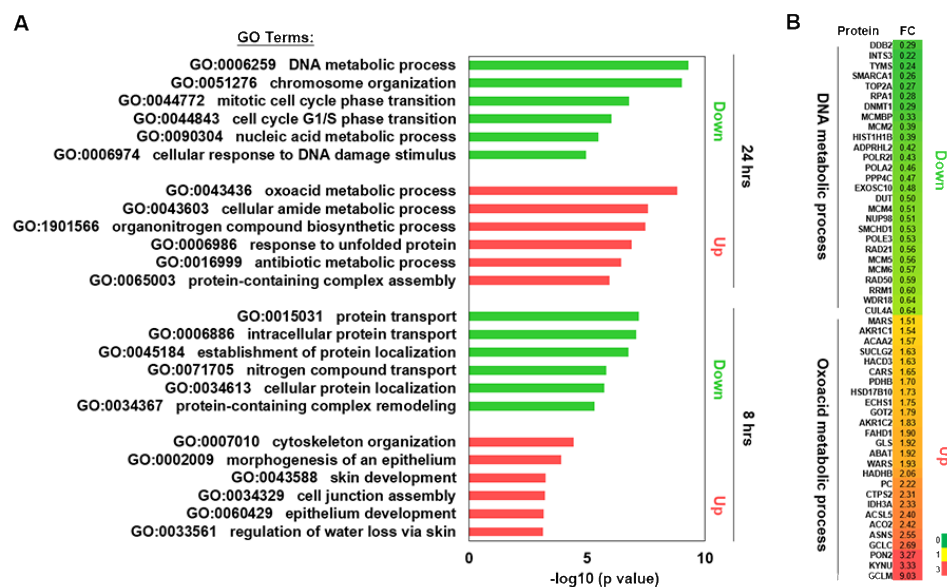 A
GO Terms:
GO:0006259 DNA metabolic process
GO:0051276 chromosome organization
GO:0044772 mitotic cell cycle phase transition
GO:0044843 cell cycle G1/S phase transition
GO:0090304 nucleic acid metabolic process
GO:0006974 cellular response to DNA damage stimulus
Down
GO:0043436 oxoacid metabolic process
GO:0043603 cellular amide metabolic process
GO:1901566 organonitrogen compound biosynthetic process
GO:0006986 response to unfolded protein
GO:0016999 antibiotic metabolic process
GO:0065003 protein-containing complex assembly
Up
24 hrs
GO:0015031 protein transport
GO:0006886 intracellular protein transport
GO:0045184 establishment of protein localization
GO:0071705 nitrogen compound transport
GO:0034613 cellular protein localization
GO:0034367 protein-containing complex remodeling
Down
GO:0007010 cytoskeleton organization
GO:0002009 morphogenesis of an epithelium
GO:0043588 skin development
GO:0034329 cell junction assembly
GO:0060429 epithelium development
GO:0033561 regulation of water loss via skin
Up
8 hrs
0 5 10
-log10 (p value)
B
Protein FC
DDB2 0.29
INTS3 0.22
TYMS 0.24
SMARCA1 0.26
TOP2A 0.27
RPA1 0.28
DNMT1 0.29
MCMBP 0.33
MCM2 0.39
HIST1H1B 0.39
ADPRHL2 0.42
POLR2I 0.43
POLA2 0.46
PPP4C 0.47
EXOSC10 0.48
DUT 0.50
MCM4 0.51
NUP98 0.51
SMCHD1 0.53
POLE3 0.53
RAD21 0.56
MCM5 0.56
MCM6 0.57
RAD50 0.59
RRM1 0.60
WDR18 0.64
CUL4A 0.64
DNA metabolic process
Down
MARS 1.51
AKR1C1 1.54
ACAA2 1.57
SUCLG2 1.63
HACD3 1.63
CARS 1.65
PDHB 1.70
HSD17B10 1.73
ECHS1 1.75
GOT2 1.79
AKR1C2 1.83
FAHD1 1.90
GLS 1.92
ABAT 1.92
WARS 1.93
HADHB 2.06
PC 2.22
CTPS2 2.31
IDH3A 2.33
ACSL5 2.40
ACO2 2.42
ASNS 2.55
GCLC 2.69
PON2 3.27
KYNU 3.33
GCLM 9.03
Oxoacid metabolic process
Up
0
1
3